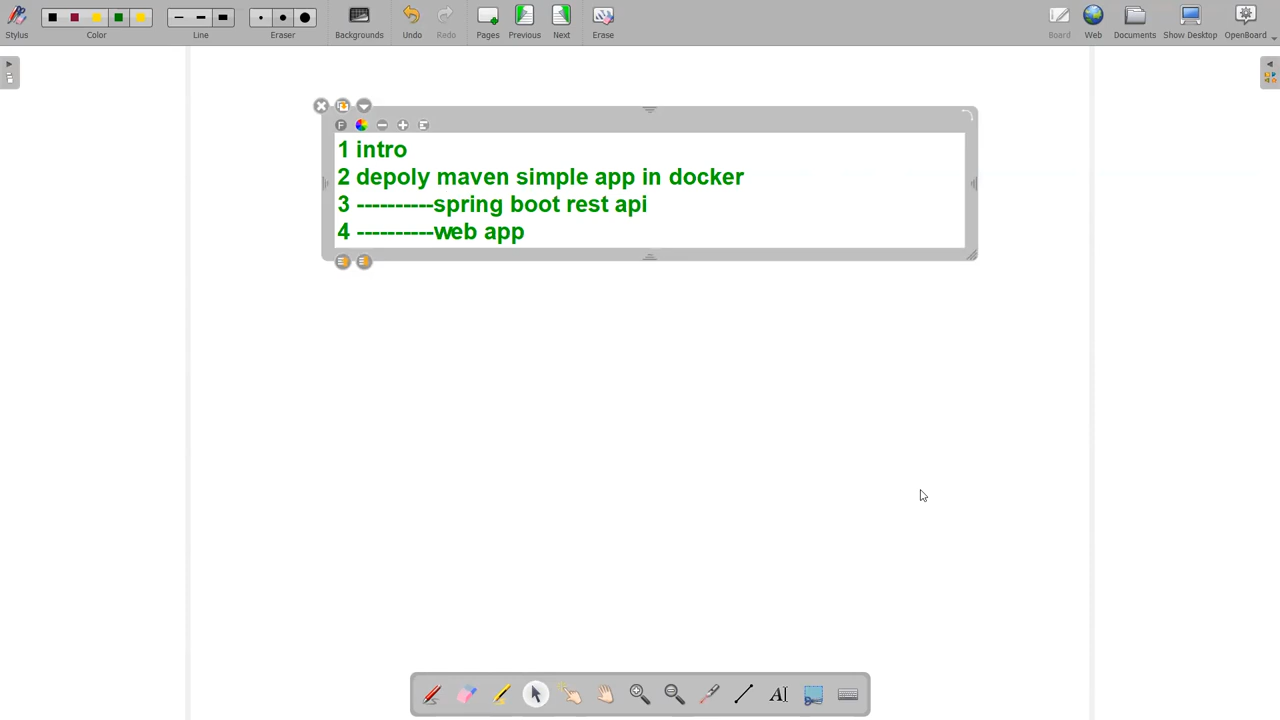 Stylus
Color
Line
Eraser
Backgrounds
Undo
Redo
Pages
Previous
Next
Erase
Board
Web
Documents
Show Desktop
OpenBoard
1 intro
2 depoly maven simple app in docker
3 ----------spring boot rest api
4 ----------web app